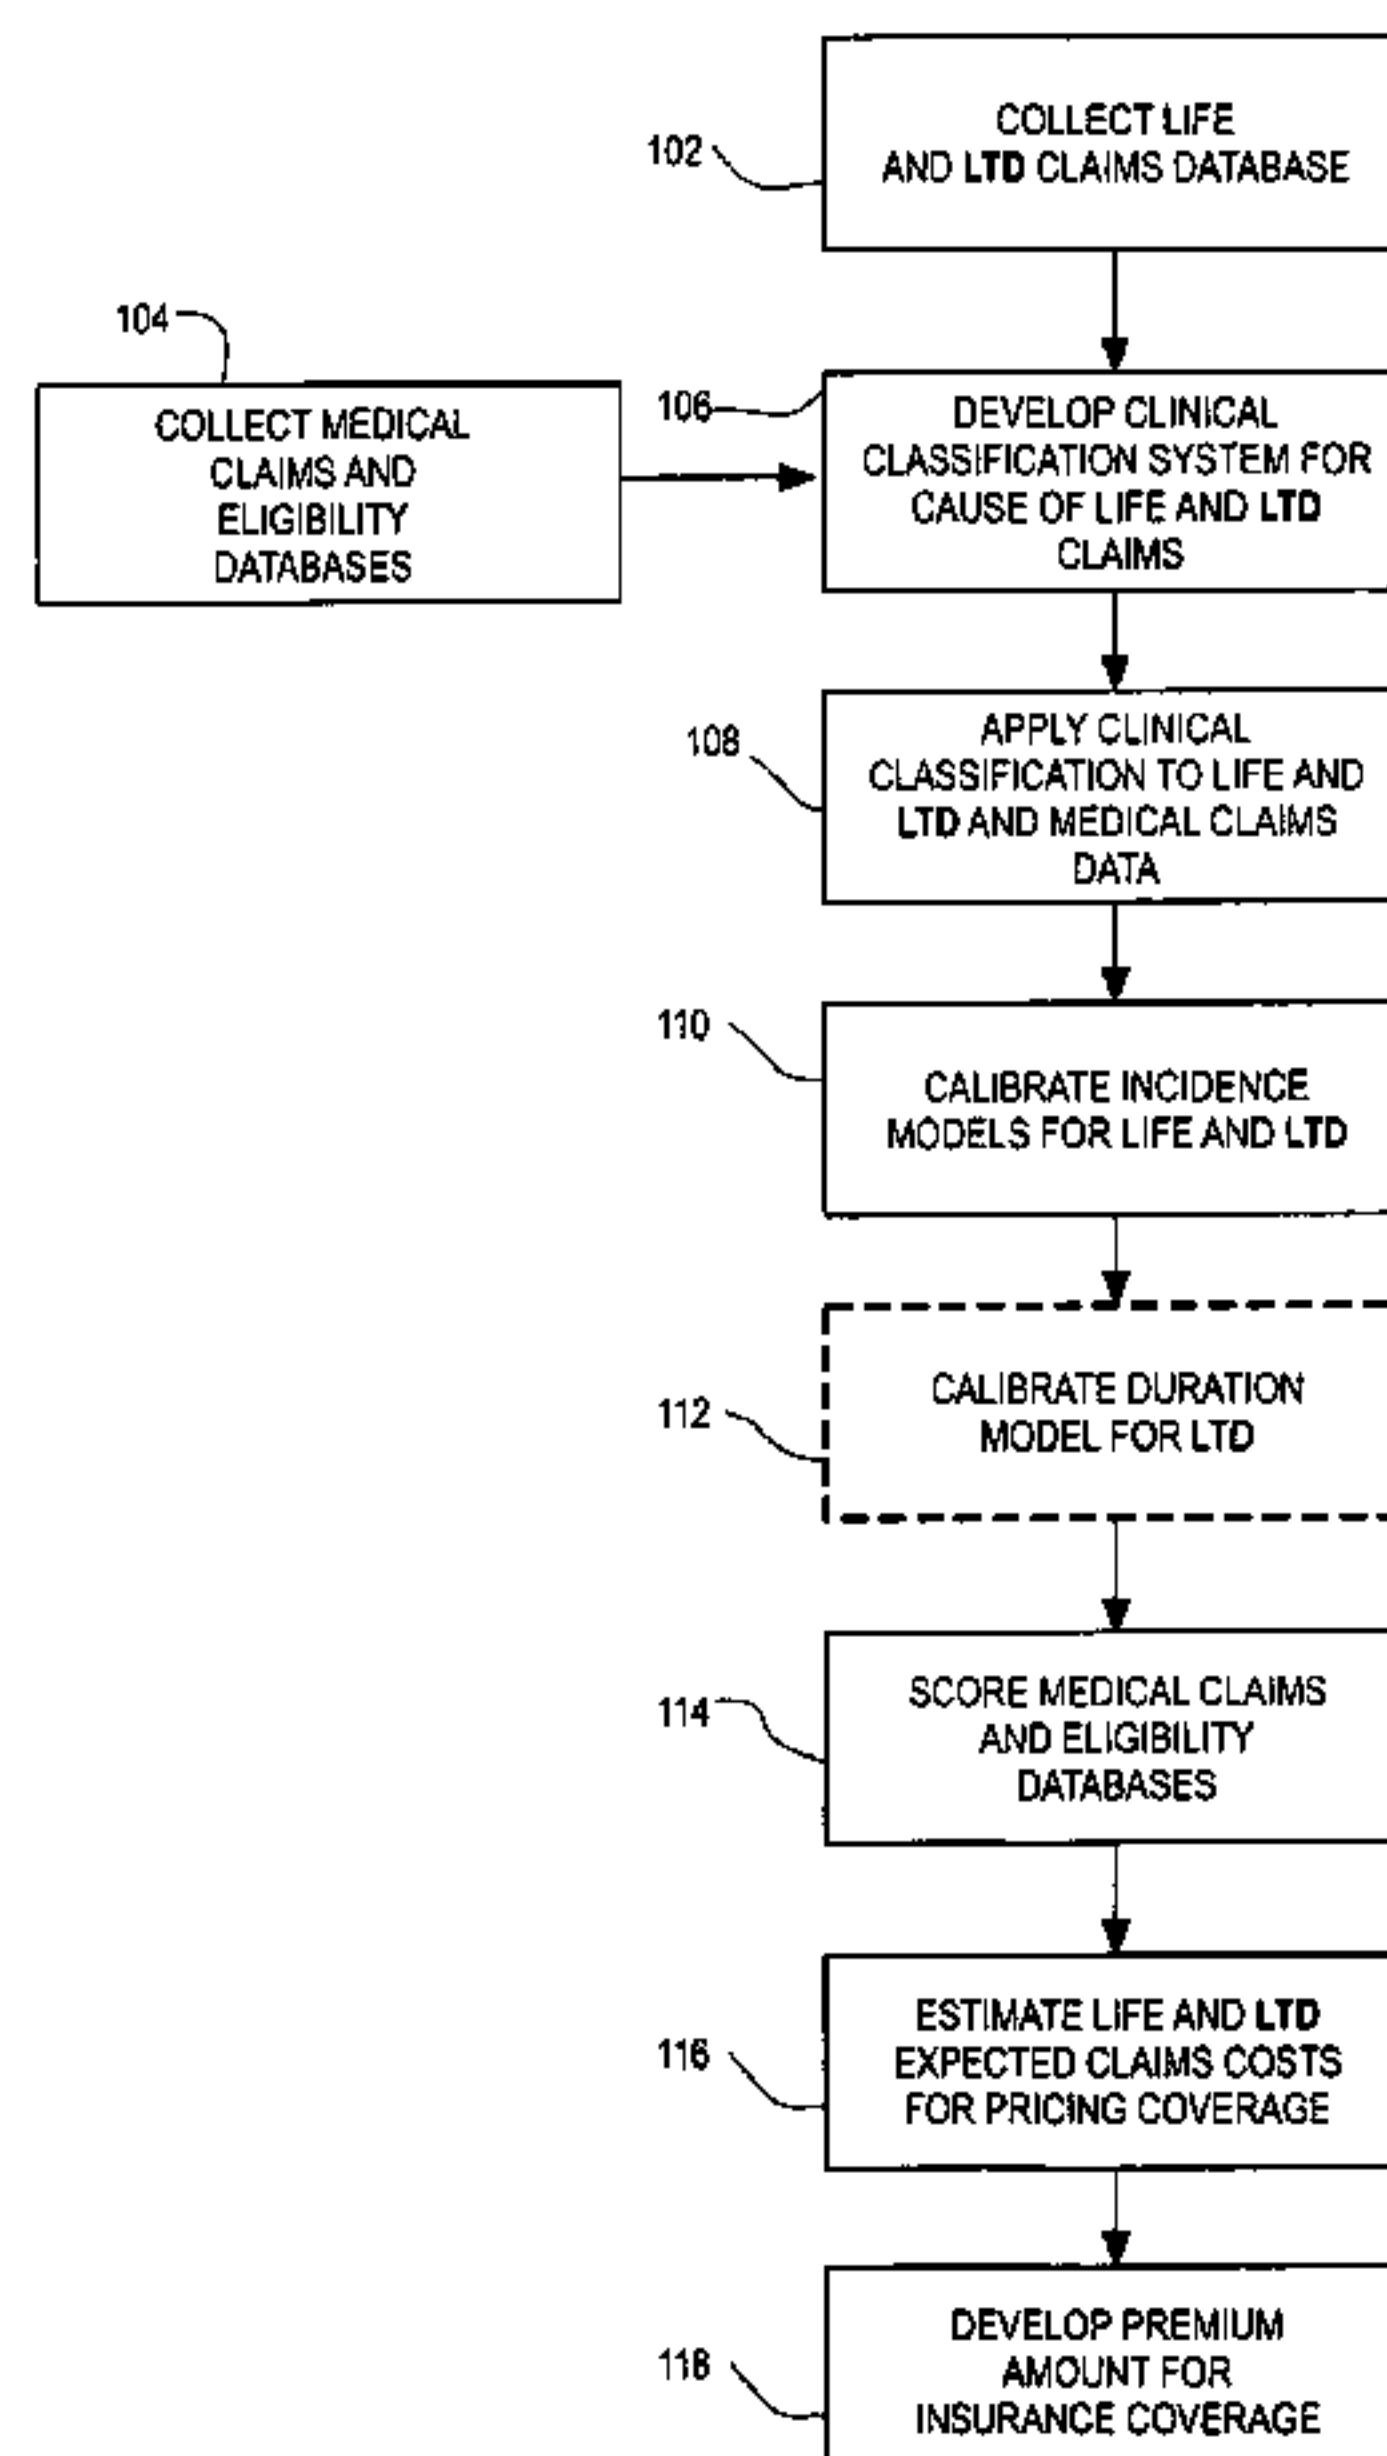 102
COLLECT LIFE
AND LTD CLAIMS DATABASE
104
COLLECT MEDICAL
CLAIMS AND
ELIGIBILITY
DATABASES
106
DEVELOP CLINICAL
CLASSIFICATION SYSTEM FOR
CAUSE OF LIFE AND LTD
CLAIMS
108
APPLY CLINICAL
CLASSIFICATION TO LIFE AND
LTD AND MEDICAL CLAIMS
DATA
110
CALIBRATE INCIDENCE
MODELS FOR LIFE AND LTD
112
CALIBRATE DURATION
MODEL FOR LTD
114
SCORE MEDICAL CLAIMS
AND ELIGIBILITY
DATABASES
116
ESTIMATE LIFE AND LTD
EXPECTED CLAIMS COSTS
FOR PRICING COVERAGE
118
DEVELOP PREMIUM
AMOUNT FOR
INSURANCE COVERAGE